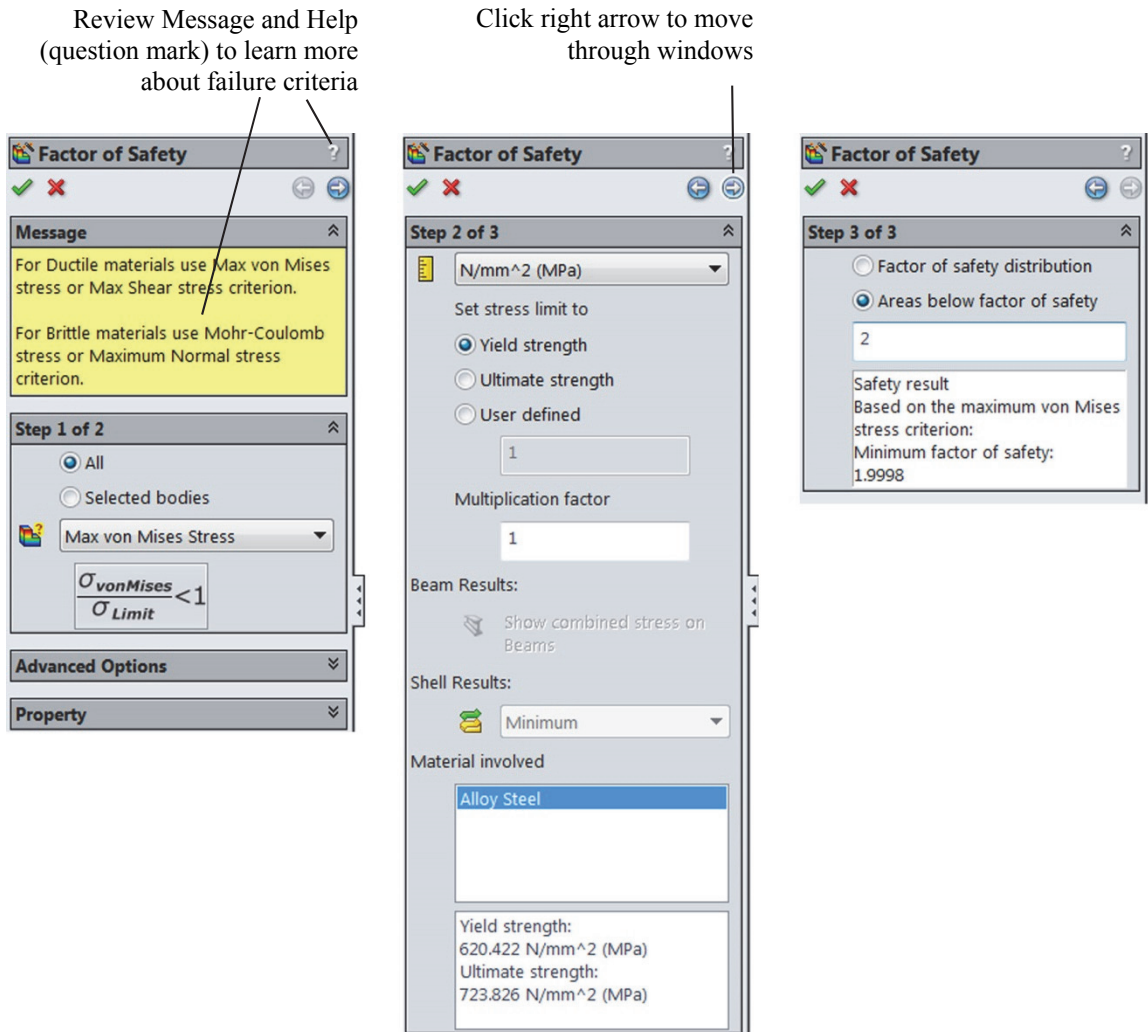 Review Message and Help
(question mark) to learn more
about failure criteria
Click right arrow to move
through windows
Factor of Safety ?
Message
For Ductile materials use Max von Mises
stress or Max Shear stress criterion.
For Brittle materials use Mohr-Coulomb
stress or Maximum Normal stress
criterion.
Step 1 of 2
All
Selected bodies
Max von Mises Stress
σvonMises
σLimit <1
Advanced Options
Property
Factor of Safety ?
Step 2 of 3
N/mm^2 (MPa)
Set stress limit to
Yield strength
Ultimate strength
User defined
1
Multiplication factor
1
Beam Results:
Show combined stress on
Beams
Shell Results:
Minimum
Material involved
Alloy Steel
Yield strength:
620.422 N/mm^2 (MPa)
Ultimate strength:
723.826 N/mm^2 (MPa)
Factor of Safety ?
Step 3 of 3
Factor of safety distribution
Areas below factor of safety
2
Safety result
Based on the maximum von Mises
stress criterion:
Minimum factor of safety:
1.9998